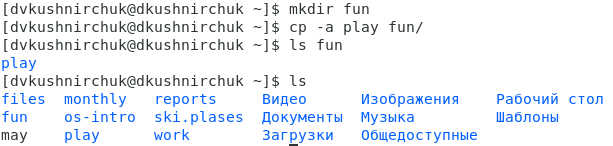 [dvkushnirchuk@dkushnirchuk ~]$ mkdir fun
[dvkushnirchuk@dkushnirchuk ~]$ cp -a play fun/
[dvkushnirchuk@dkushnirchuk ~]$ ls fun
play
[dvkushnirchuk@dkushnirchuk ~]$ ls
files monthly reports Видео Изображения Рабочий стол
fun os-intro ski.plases Документы Музыка Шаблоны
may play work Загрузки Общедоступные